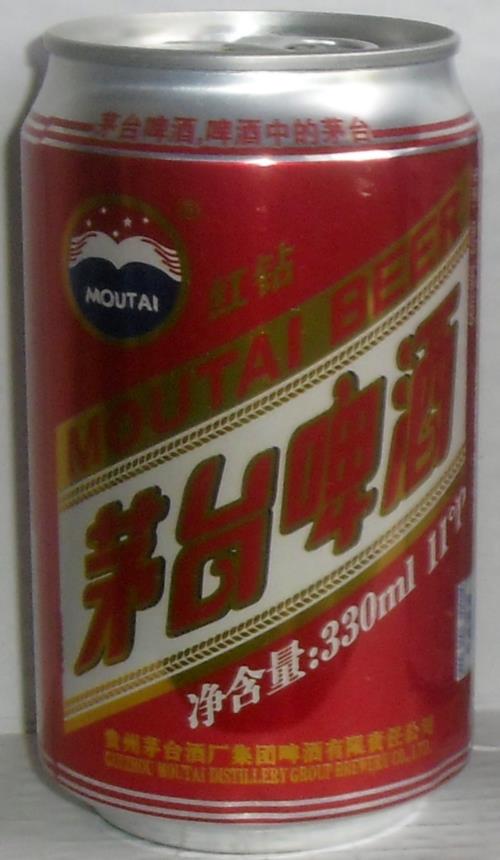 茅台啤酒,啤酒中的茅台
®
MOUTAI
红钻
MOUTAI BEER
茅台啤酒
净含量:330ml 11°P
贵州茅台酒厂集团啤酒有限责任公司
GUIZHOU MOUTAI DISTILLERY GROUP BREWERY CO., LTD.